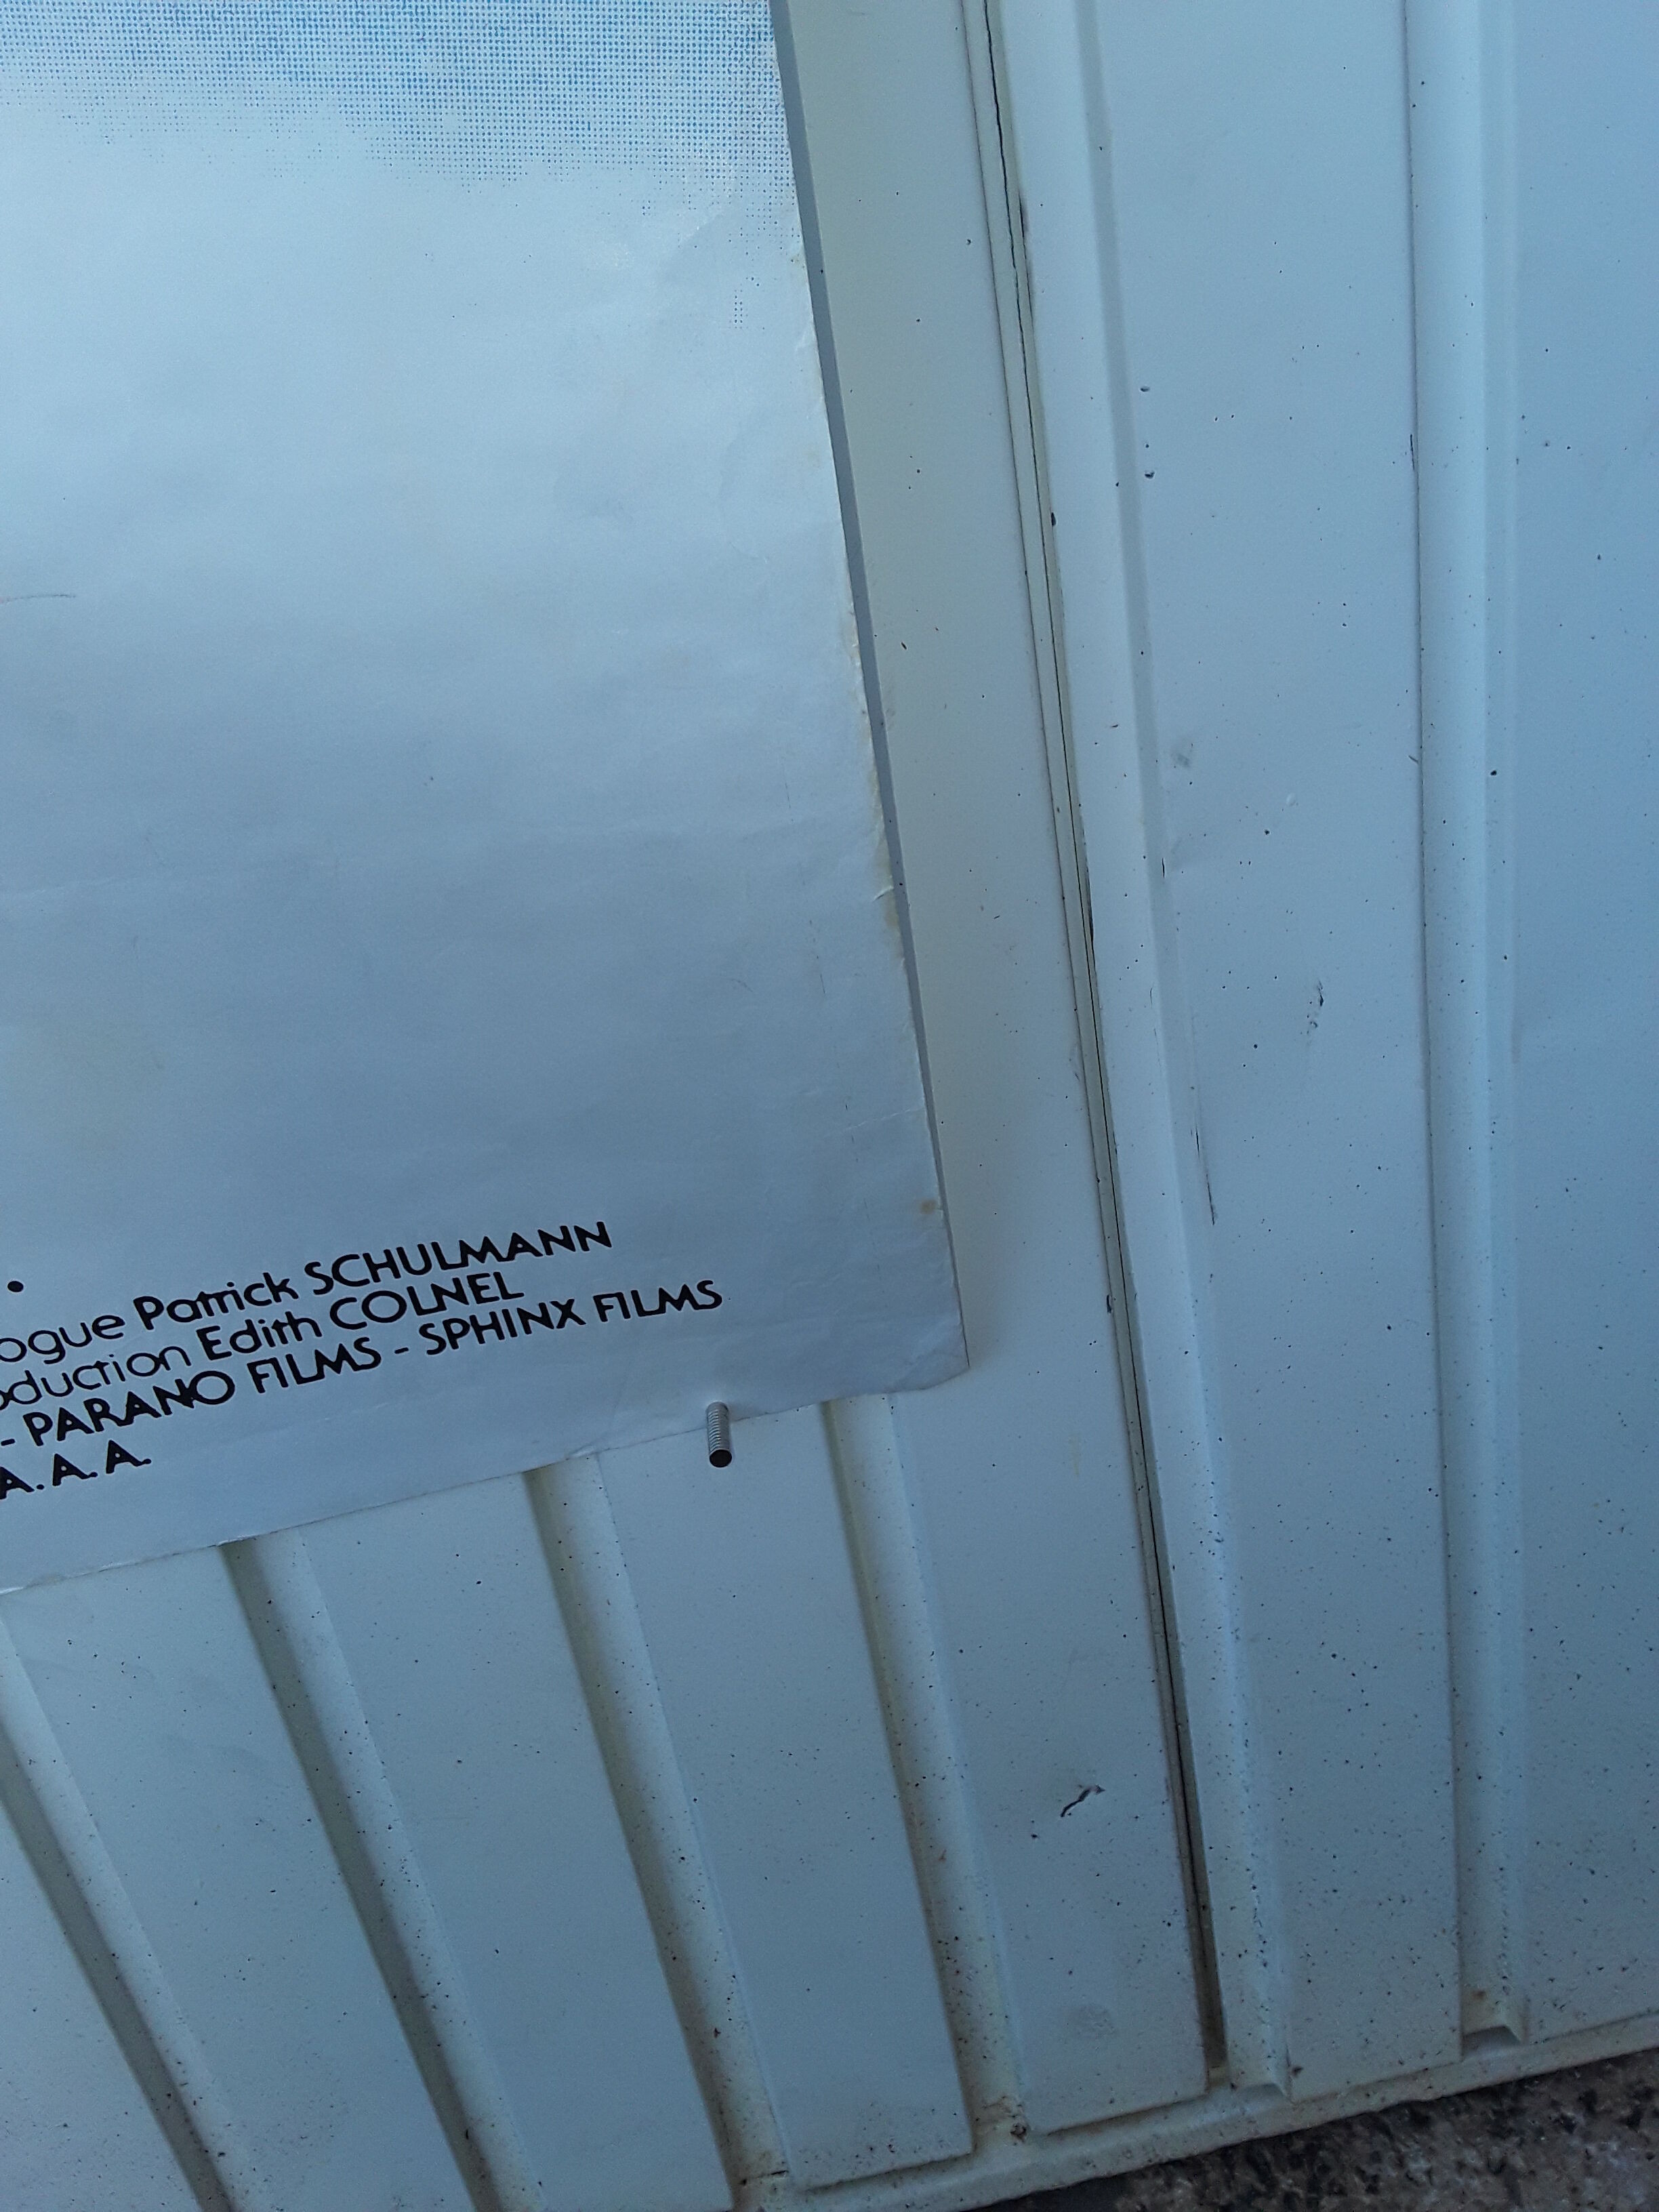 ogue Patrick SCHULMANN
oduction Edith COLNEL
- PARANO FILMS - SPHINX FILMS
A.A.A.